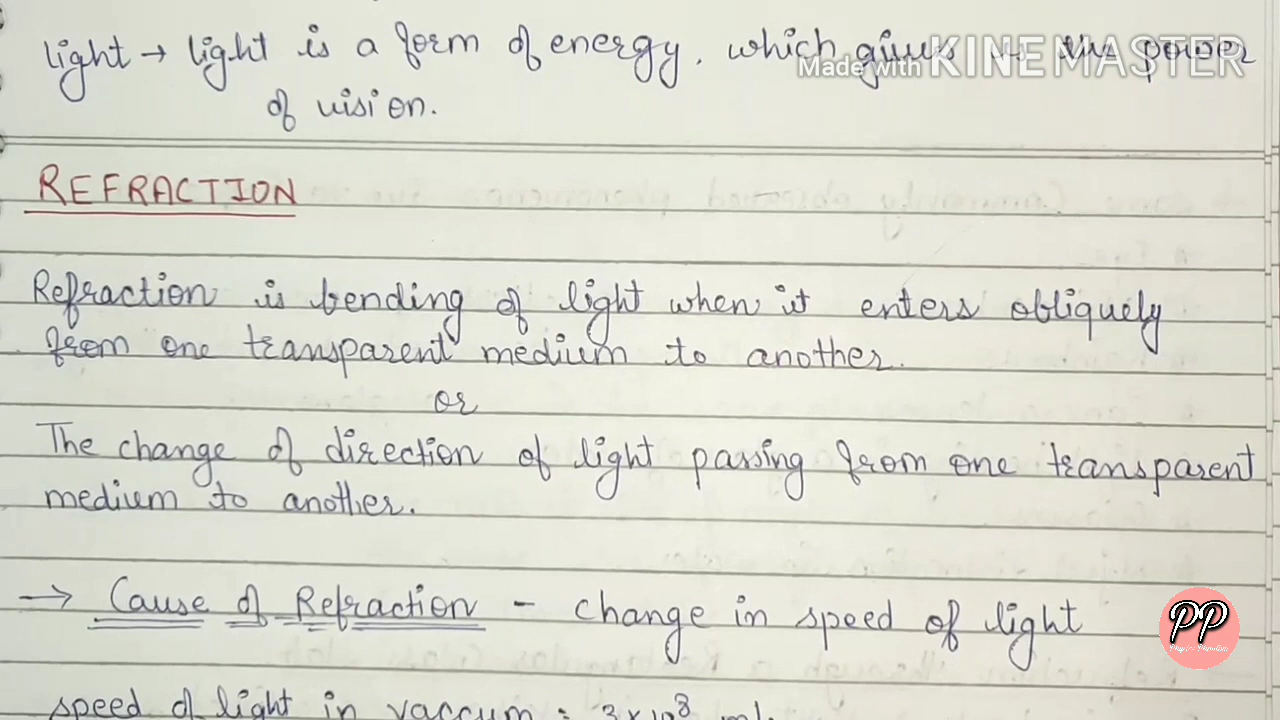 light → light is a form of energy, which gives us the power
of vision.
Made with KINEMASTER
REFRACTION
Refraction is bending of light when it enters obliquely
from one transparent medium to another.
or
The change of direction of light passing from one transparent
medium to another.
→ Cause of Refraction - change in speed of light
PP
speed of light in vaccum = 3x10⁸ m/s